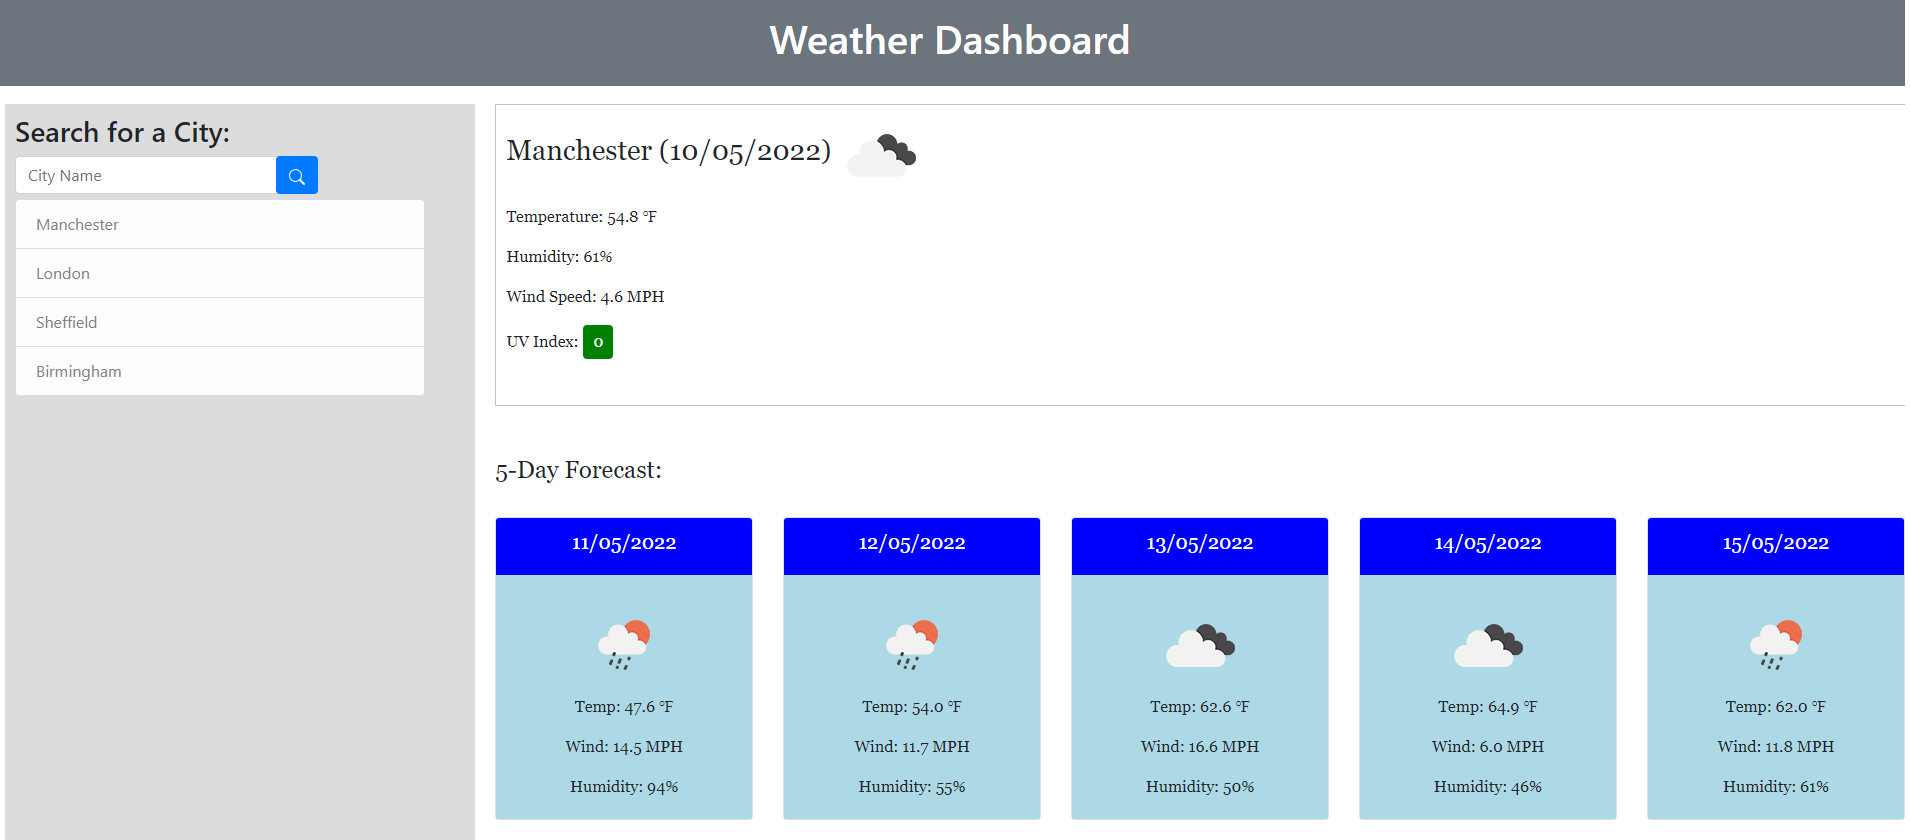 Weather Dashboard
Search for a City:
City Name
Manchester
London
Sheffield
Birmingham
Manchester (10/05/2022)
Temperature: 54.8 °F
Humidity: 61%
Wind Speed: 4.6 MPH
UV Index: 0
5-Day Forecast:
11/05/2022
Temp: 47.6 °F
Wind: 14.5 MPH
Humidity: 94%
12/05/2022
Temp: 54.0 °F
Wind: 11.7 MPH
Humidity: 55%
13/05/2022
Temp: 62.6 °F
Wind: 16.6 MPH
Humidity: 50%
14/05/2022
Temp: 64.9 °F
Wind: 6.0 MPH
Humidity: 46%
15/05/2022
Temp: 62.0 °F
Wind: 11.8 MPH
Humidity: 61%